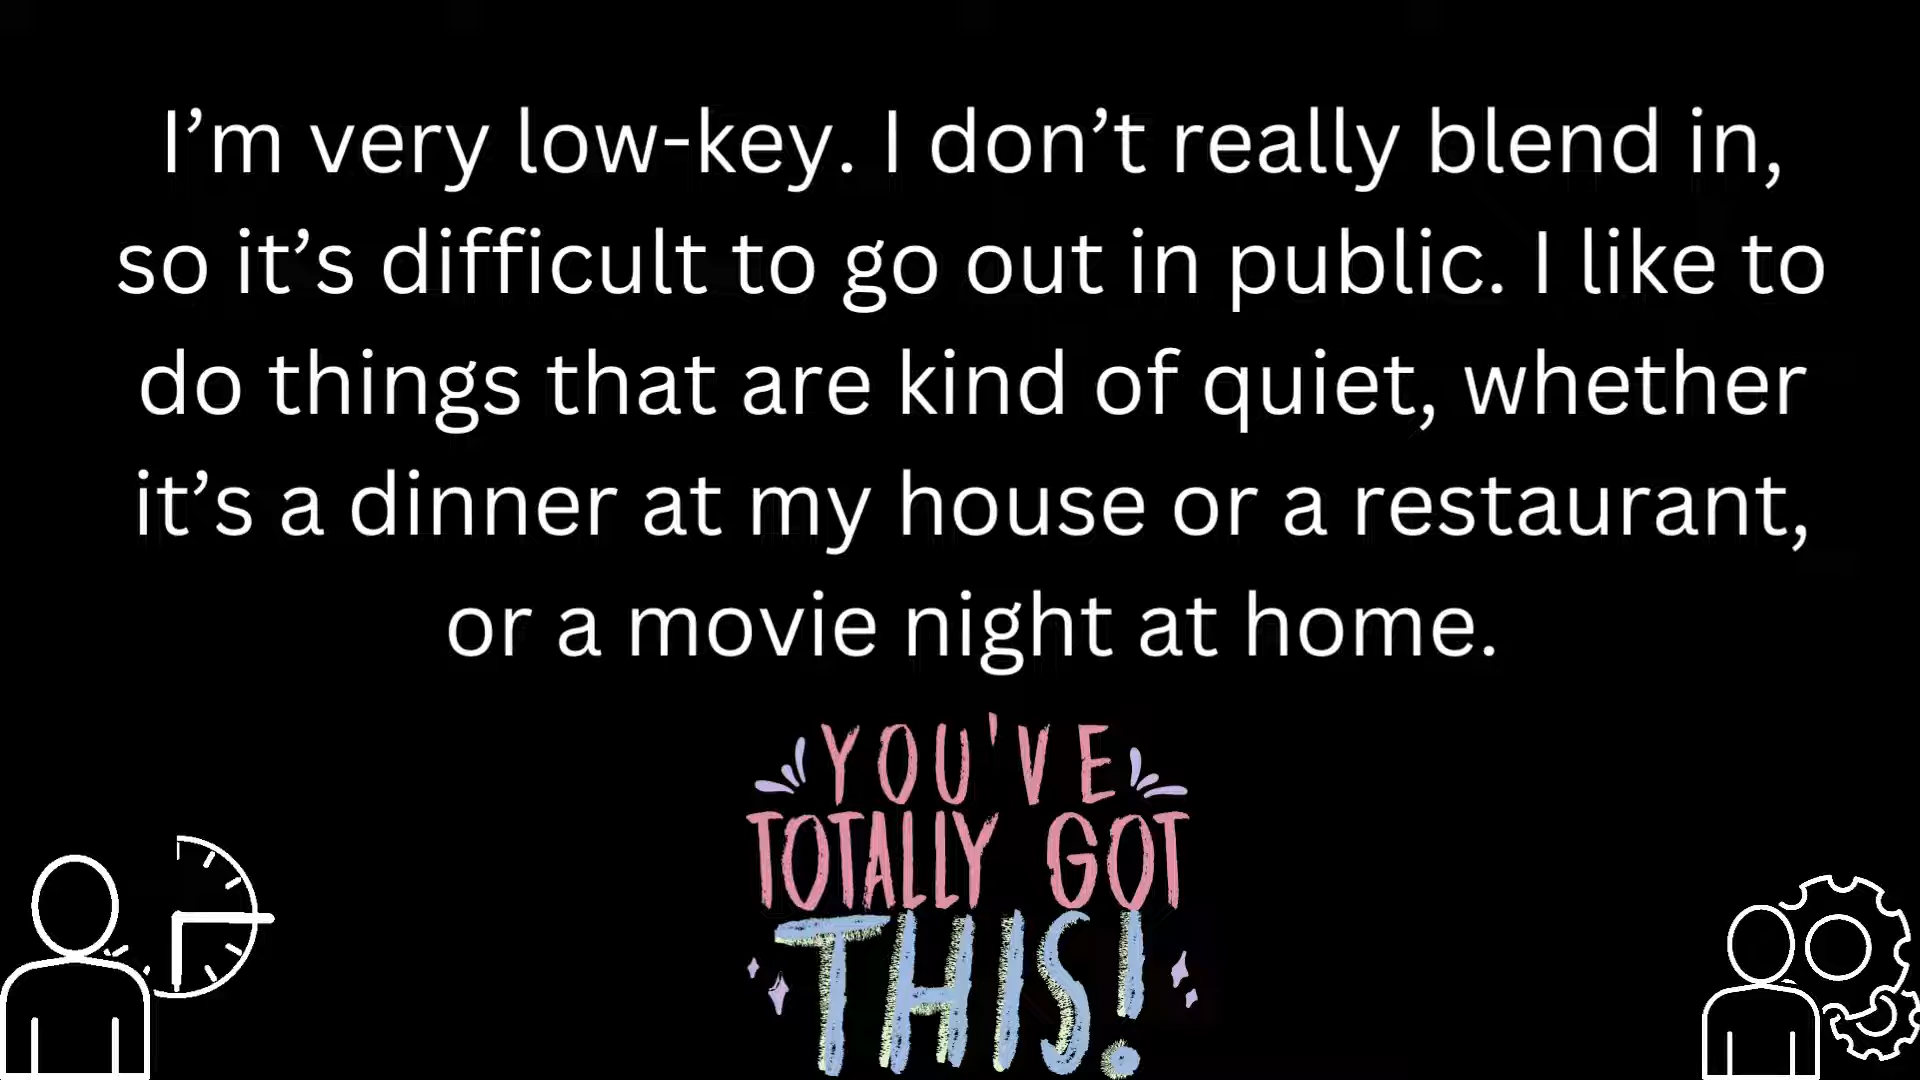 I’m very low-key. I don’t really blend in,
so it’s difficult to go out in public. I like to
do things that are kind of quiet, whether
it’s a dinner at my house or a restaurant,
or a movie night at home.
YOU'VE
TOTALLY GOT
THIS!